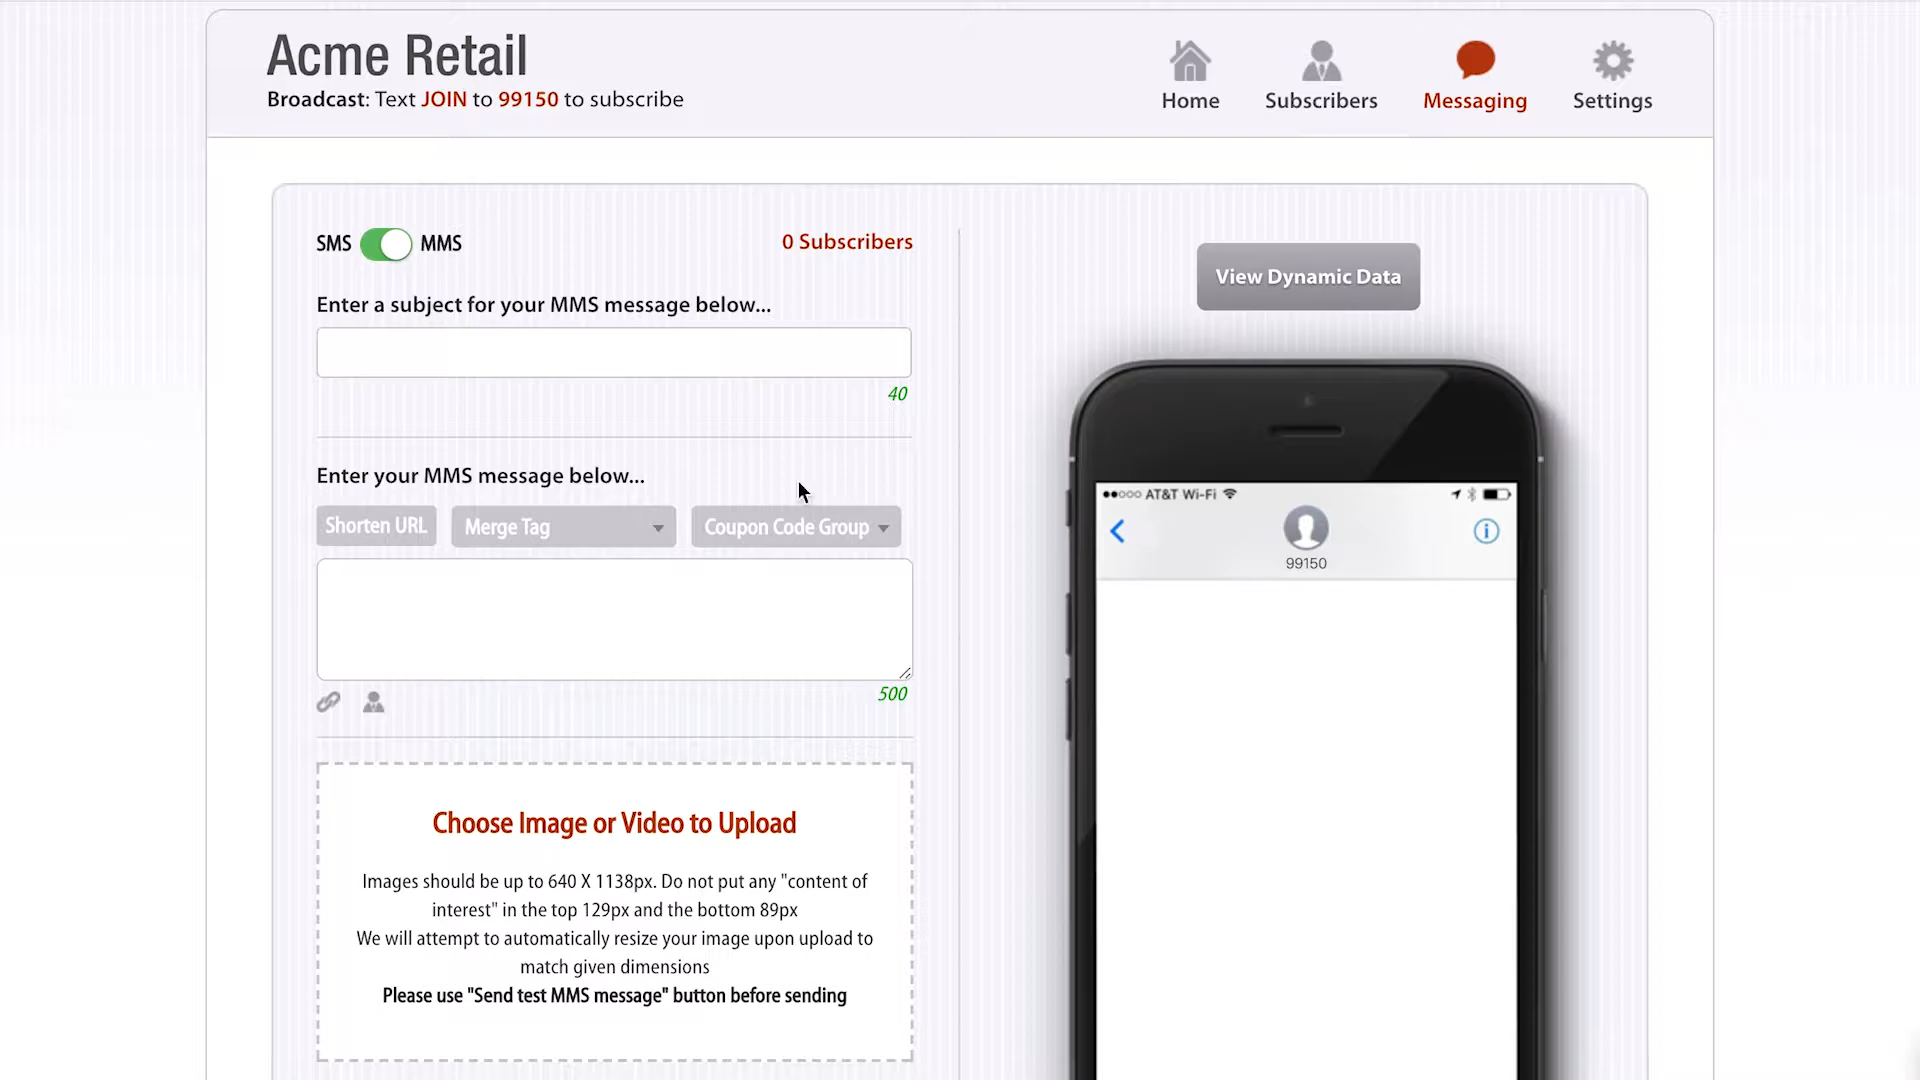 Acme Retail
Broadcast: Text JOIN to 99150 to subscribe
Home
Subscribers
Messaging
Settings
SMS
MMS
0 Subscribers
Enter a subject for your MMS message below...
40
Enter your MMS message below...
Shorten URL
Merge Tag
Coupon Code Group
500
Choose Image or Video to Upload
Images should be up to 640 X 1138px. Do not put any "content of
interest" in the top 129px and the bottom 89px
We will attempt to automatically resize your image upon upload to
match given dimensions
Please use "Send test MMS message" button before sending
View Dynamic Data
AT&T Wi-Fi
99150